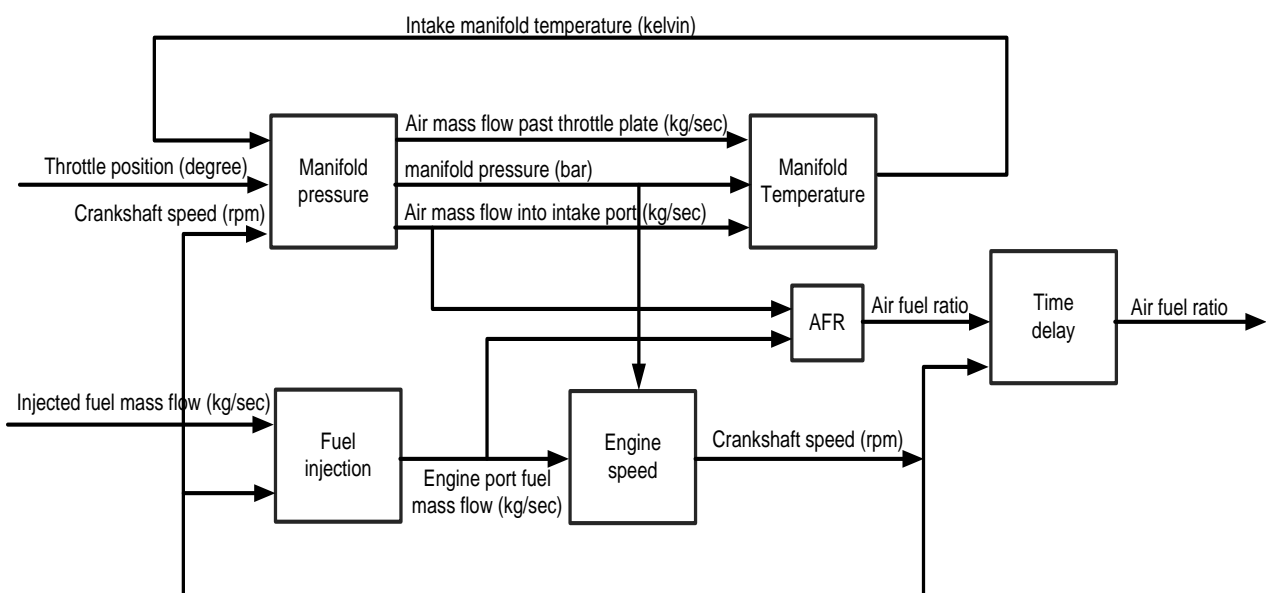 Intake manifold temperature (kelvin)
Air mass flow past throttle plate (kg/sec)
Throttle position (degree)
Manifold
pressure
manifold pressure (bar)
Manifold
Temperature
Crankshaft speed (rpm)
Air mass flow into intake port (kg/sec)
AFR
Air fuel ratio
Time
delay
Air fuel ratio
Injected fuel mass flow (kg/sec)
Fuel
injection
Engine port fuel
mass flow (kg/sec)
Engine
speed
Crankshaft speed (rpm)